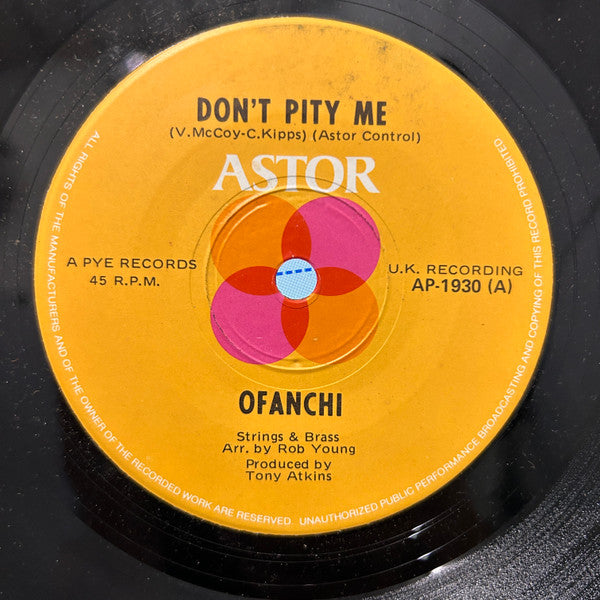 DON'T PITY ME
(V. McCoy-C. Kipps) (Astor Control)
ASTOR
A PYE RECORDS
45 R.P.M.
U.K. RECORDING
AP-1930 (A)
OFANCHI
Strings & Brass
Arr. by Rob Young
Produced by
Tony Atkins
ALL RIGHTS OF THE MANUFACTURERS AND OF THE OWNER OF THE RECORDED WORK ARE RESERVED UNAUTHORIZED PUBLIC PERFORMANCE BROADCASTING AND COPYING OF THIS RECORD PROHIBITED